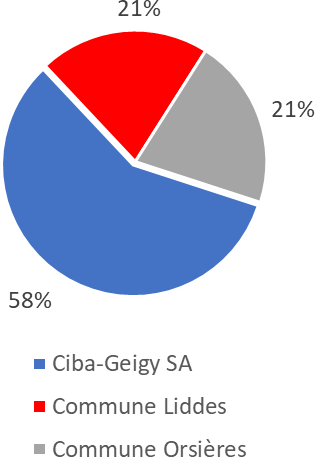 21%
21%
58%
Ciba-Geigy SA
Commune Liddes
Commune Orsières